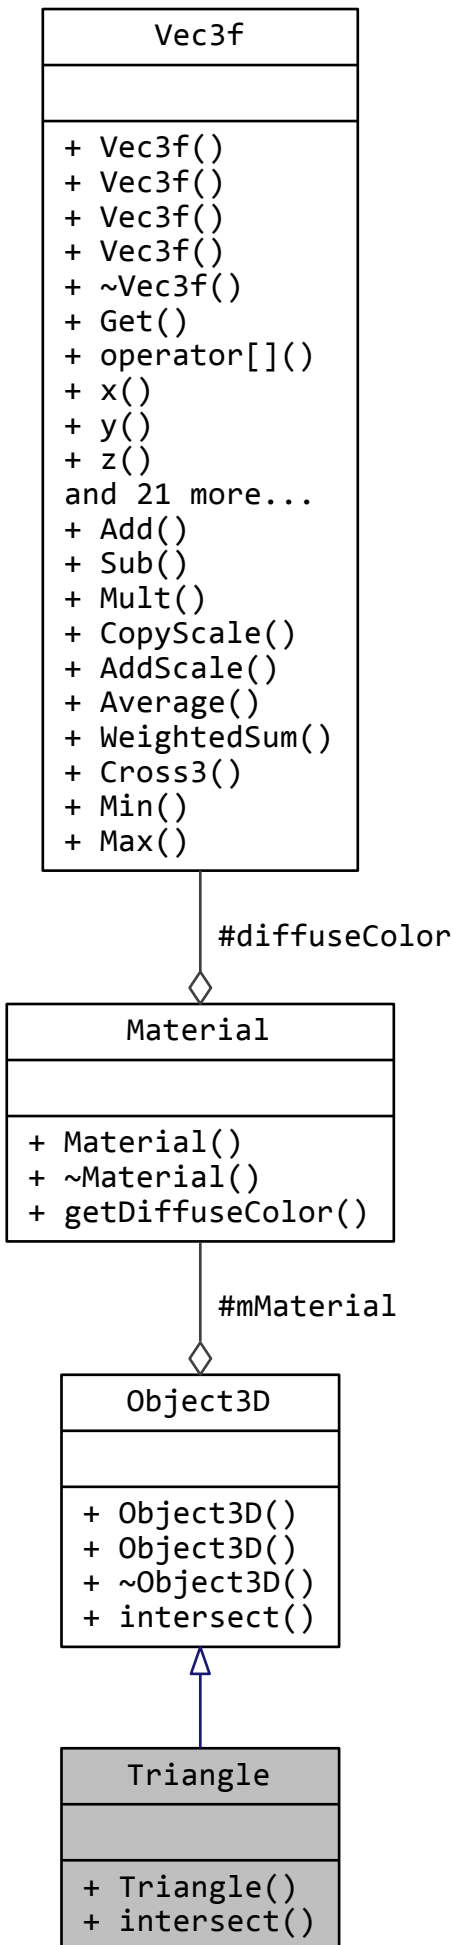 Vec3f
+ Vec3f()
+ Vec3f()
+ Vec3f()
+ Vec3f()
+ ~Vec3f()
+ Get()
+ operator[]()
+ x()
+ y()
+ z()
and 21 more...
+ Add()
+ Sub()
+ Mult()
+ CopyScale()
+ AddScale()
+ Average()
+ WeightedSum()
+ Cross3()
+ Min()
+ Max()
#diffuseColor
Material
+ Material()
+ ~Material()
+ getDiffuseColor()
#mMaterial
Object3D
+ Object3D()
+ Object3D()
+ ~Object3D()
+ intersect()
Triangle
+ Triangle()
+ intersect()